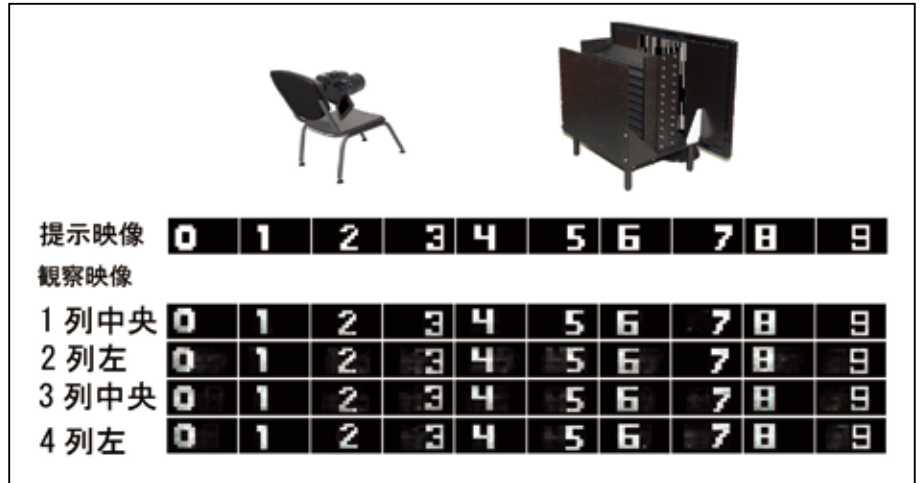 提示映像 0 1 2 3 4 5 6 7 8 9
観察映像
1列中央 0 1 2 3 4 5 6 7 8 9
2列左 0 1 2 3 4 5 6 7 8 9
3列中央 0 1 2 3 4 5 6 7 8 9
4列左 0 1 2 3 4 5 6 7 8 9